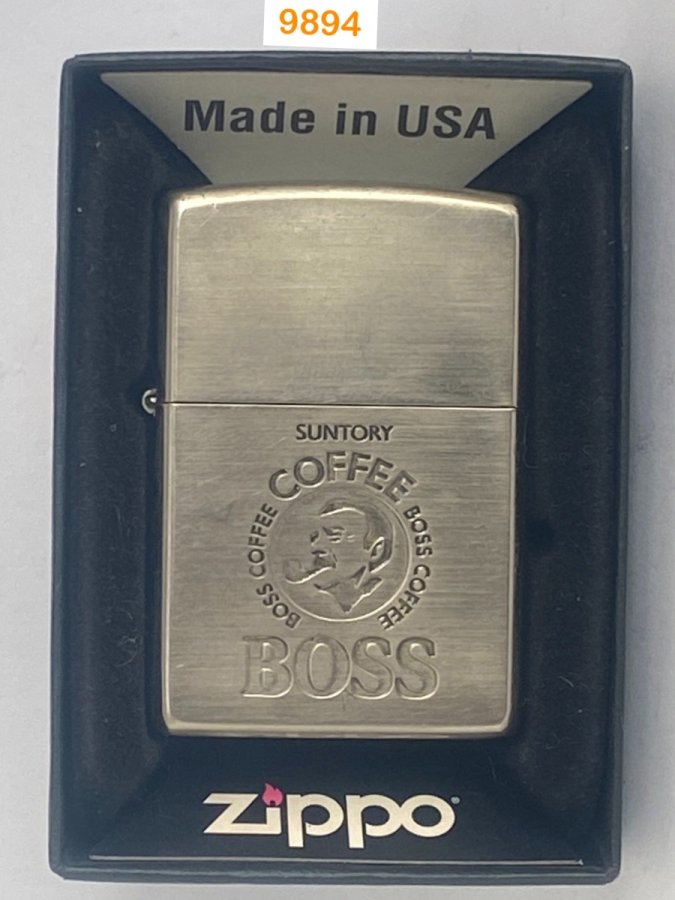 9894
Made in USA
SUNTORY
COFFEE
BOSS COFFEE
BOSS COFFEE
BOSS
zippo